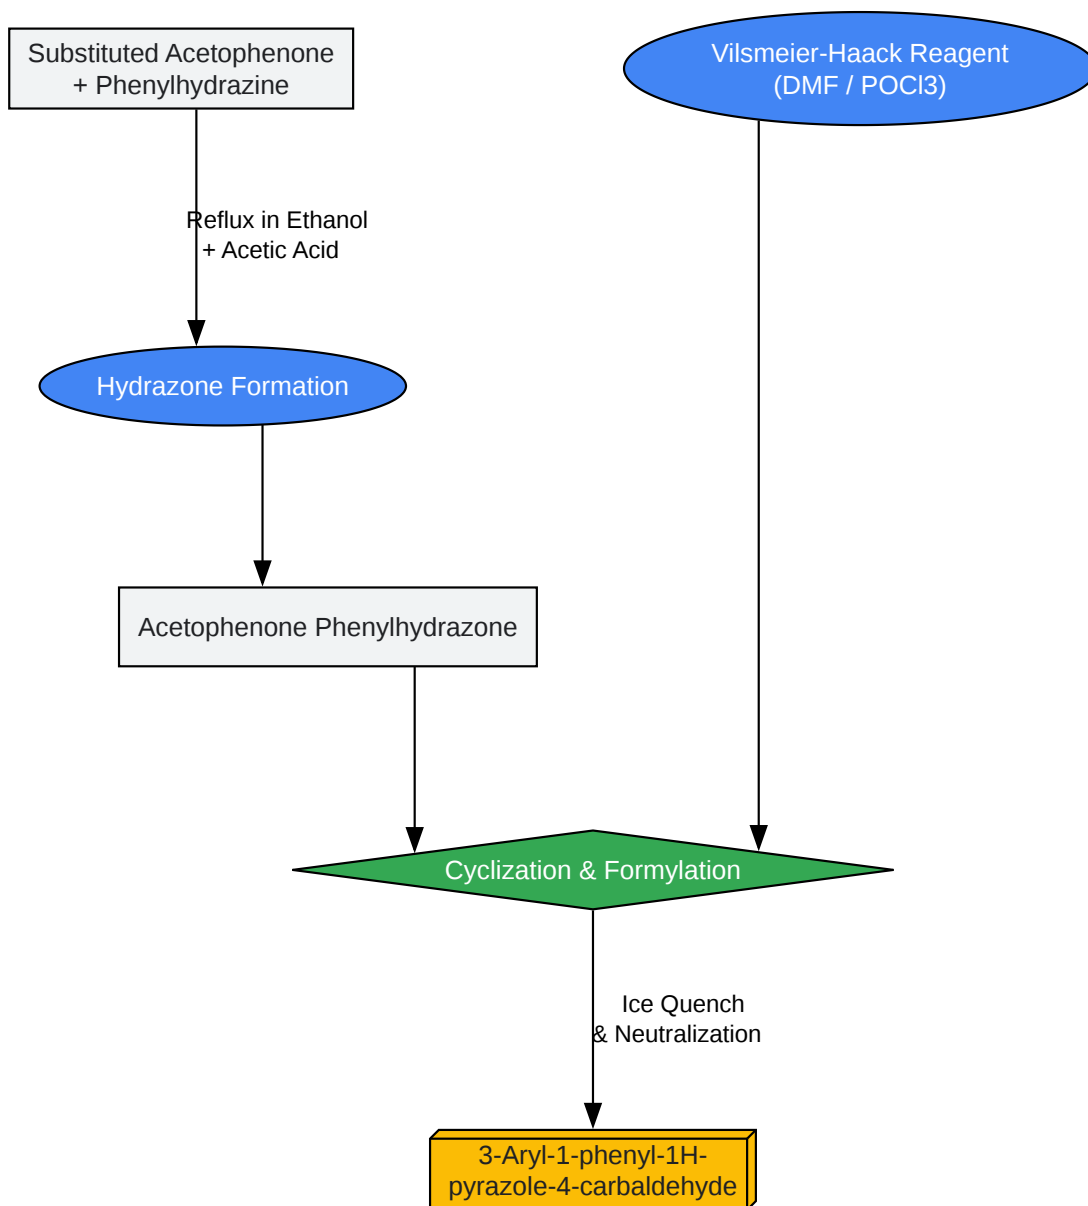 Substituted Acetophenone
+ Phenylhydrazine
Vilsmeier-Haack Reagent
(DMF / POCl3)
Reflux in Ethanol
+ Acetic Acid
Hydrazone Formation
Acetophenone Phenylhydrazone
Cyclization & Formylation
Ice Quench
& Neutralization
3-Aryl-1-phenyl-1H-
pyrazole-4-carbaldehyde